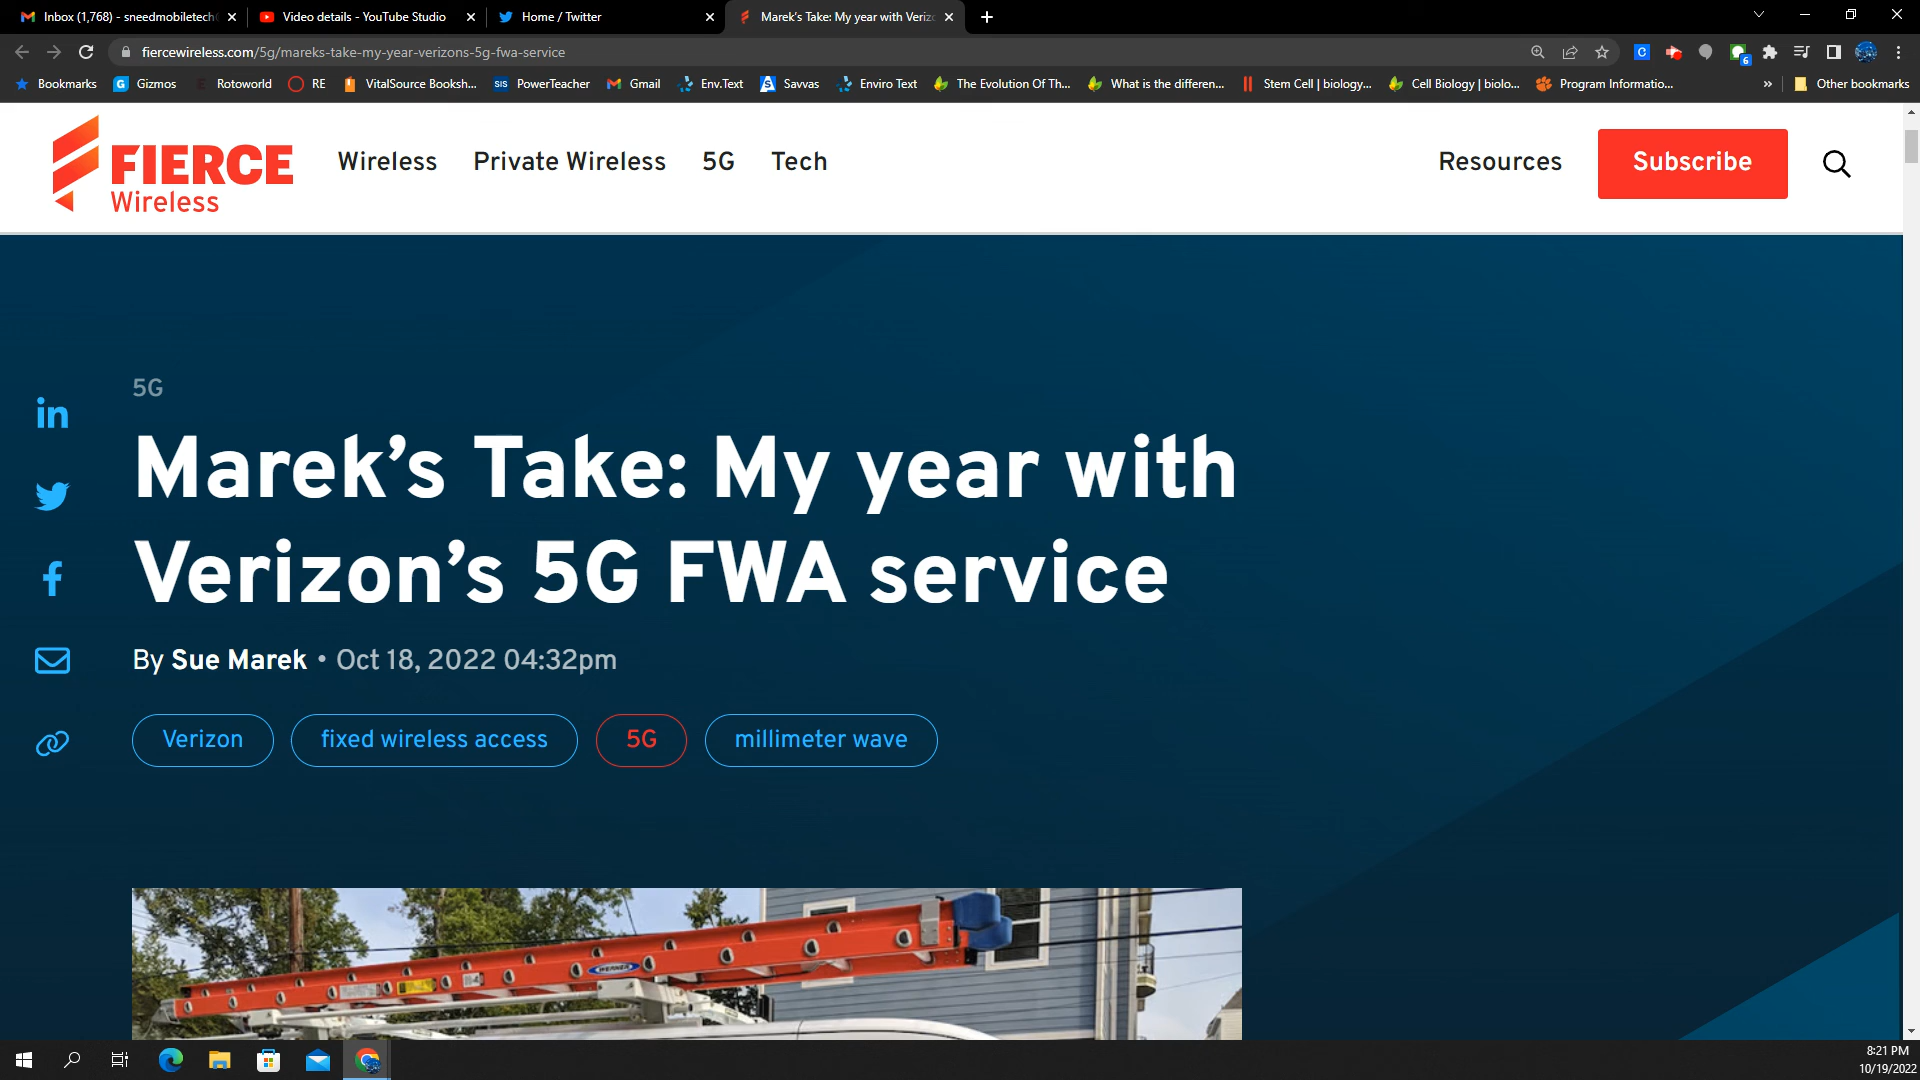 Inbox (1,768) - sneedmobiletech
Video details - YouTube Studio
Home / Twitter
Marek's Take: My year with Veriz
fiercewireless.com/5g/mareks-take-my-year-verizons-5g-fwa-service
6
Bookmarks
Gizmos
Rotoworld
RE
VitalSource Booksh...
SIS PowerTeacher
Gmail
Env.Text
Savvas
Enviro Text
The Evolution Of Th...
What is the differen...
Stem Cell | biology...
Cell Biology | biolo...
Program Informatio...
»
Other bookmarks
FIERCE
Wireless
Wireless
Private Wireless
5G
Tech
Resources
Subscribe
5G
Marek’s Take: My year with
Verizon’s 5G FWA service
By Sue Marek • Oct 18, 2022 04:32pm
Verizon
fixed wireless access
5G
millimeter wave
WERNER
8:21 PM
10/19/2022